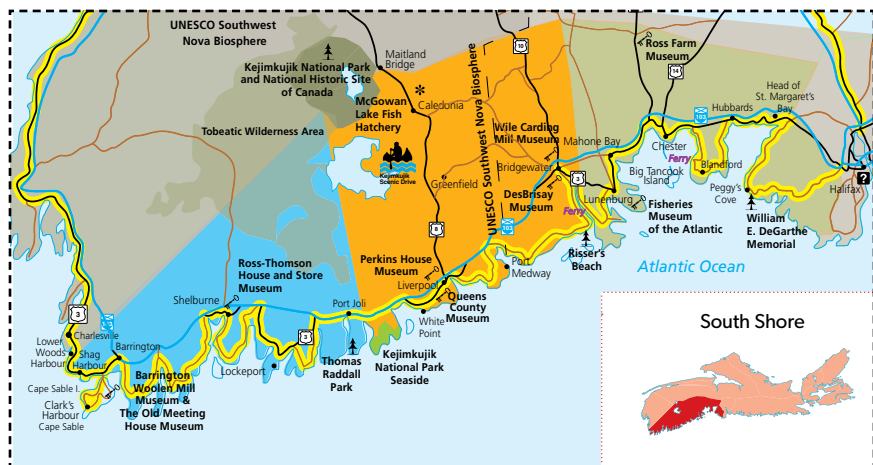 UNESCO Southwest
Nova Biosphere
Kejimkujik National Park
and National Historic Site
of Canada
Maitland
Bridge
10
Ross Farm
Museum
14
McGowan
Lake Fish
Hatchery
Caledonia
UNESCO Southwest Nova Biosphere
Tobeatic Wilderness Area
Wile Carding
Mill Museum
Mahone Bay
103
Hubbards
Head of
St. Margaret's
Bay
Chester
Ferry
Blandford
Kejimkujik
Scenic Drive
Greenfield
Bridgewater
3
Big Tancook
Island
Peggy's
Cove
Halifax
?
DesBrisay
Museum
Ferry
Lunenburg
Fisheries
Museum
of the Atlantic
William
E. DeGarthe
Memorial
8
103
Risser's
Beach
Atlantic Ocean
Perkins House
Museum
Port
Medway
Ross-Thomson
House and Store
Museum
Liverpool
Queens
County
Museum
Shelburne
Port Joli
White
Point
3
103
3
Lower
Woods
Harbour
Charlesville
Shag
Harbour
Barrington
Lockeport
Thomas
Raddall
Park
Kejimkujik
National Park
Seaside
Cape Sable I.
Clark's
Harbour
Cape Sable
Barrington
Woolen Mill
Museum &
The Old Meeting
House Museum
South Shore